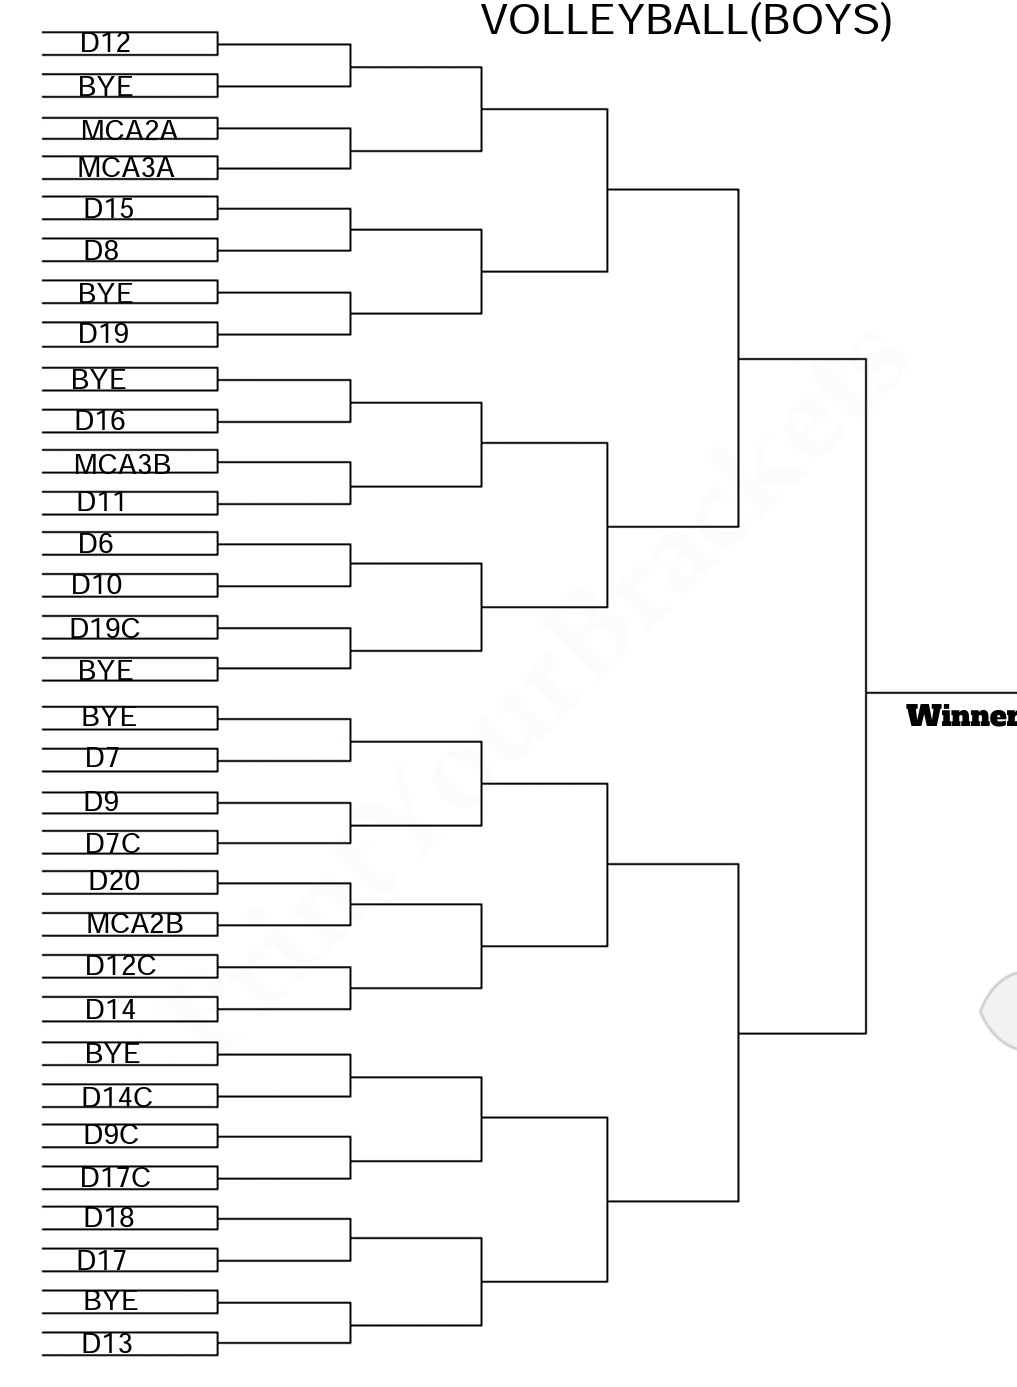 VOLLEYBALL(BOYS)
D12
BYE
MCA2A
MCA3A
D15
D8
BYE
D19
BYE
D16
MCA3B
D11
D6
D10
D19C
BYE
BYE
D7
D9
D7C
D20
MCA2B
D12C
D14
BYE
D14C
D9C
D17C
D18
D17
BYE
D13
Winner
PrintYourBrackets